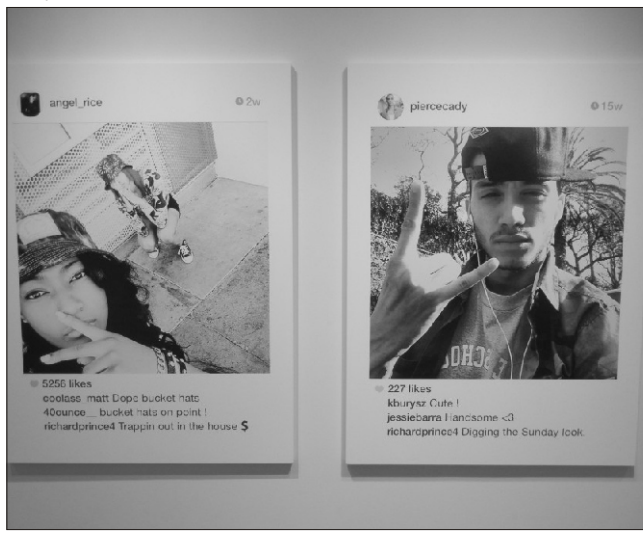 angel_rice
2w
5256 likes
coolass_matt Dope bucket hats
40ounce__ bucket hats on point !
richardprince4 Trappin out in the house $
piercecady
15w
227 likes
kburysz Cute !
jessiebarra Handsome <3
richardprince4 Digging the Sunday look.